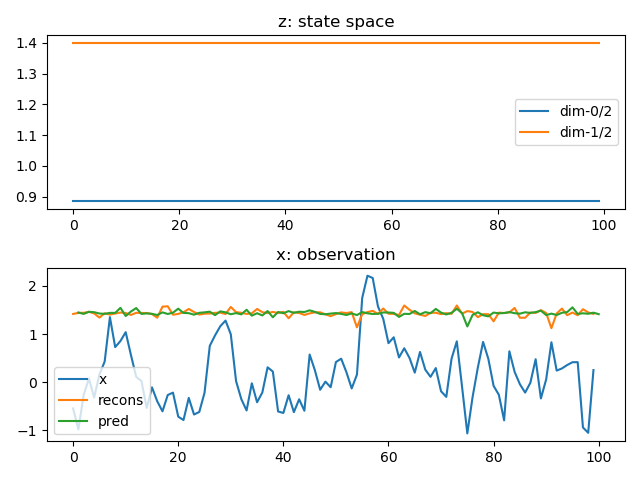 z: state space
1.4
1.3
1.2
1.1
1.0
0.9
dim-0/2
dim-1/2
0 20 40 60 80 100
x: observation
2
1
0
−1
x
recons
pred
0 20 40 60 80 100